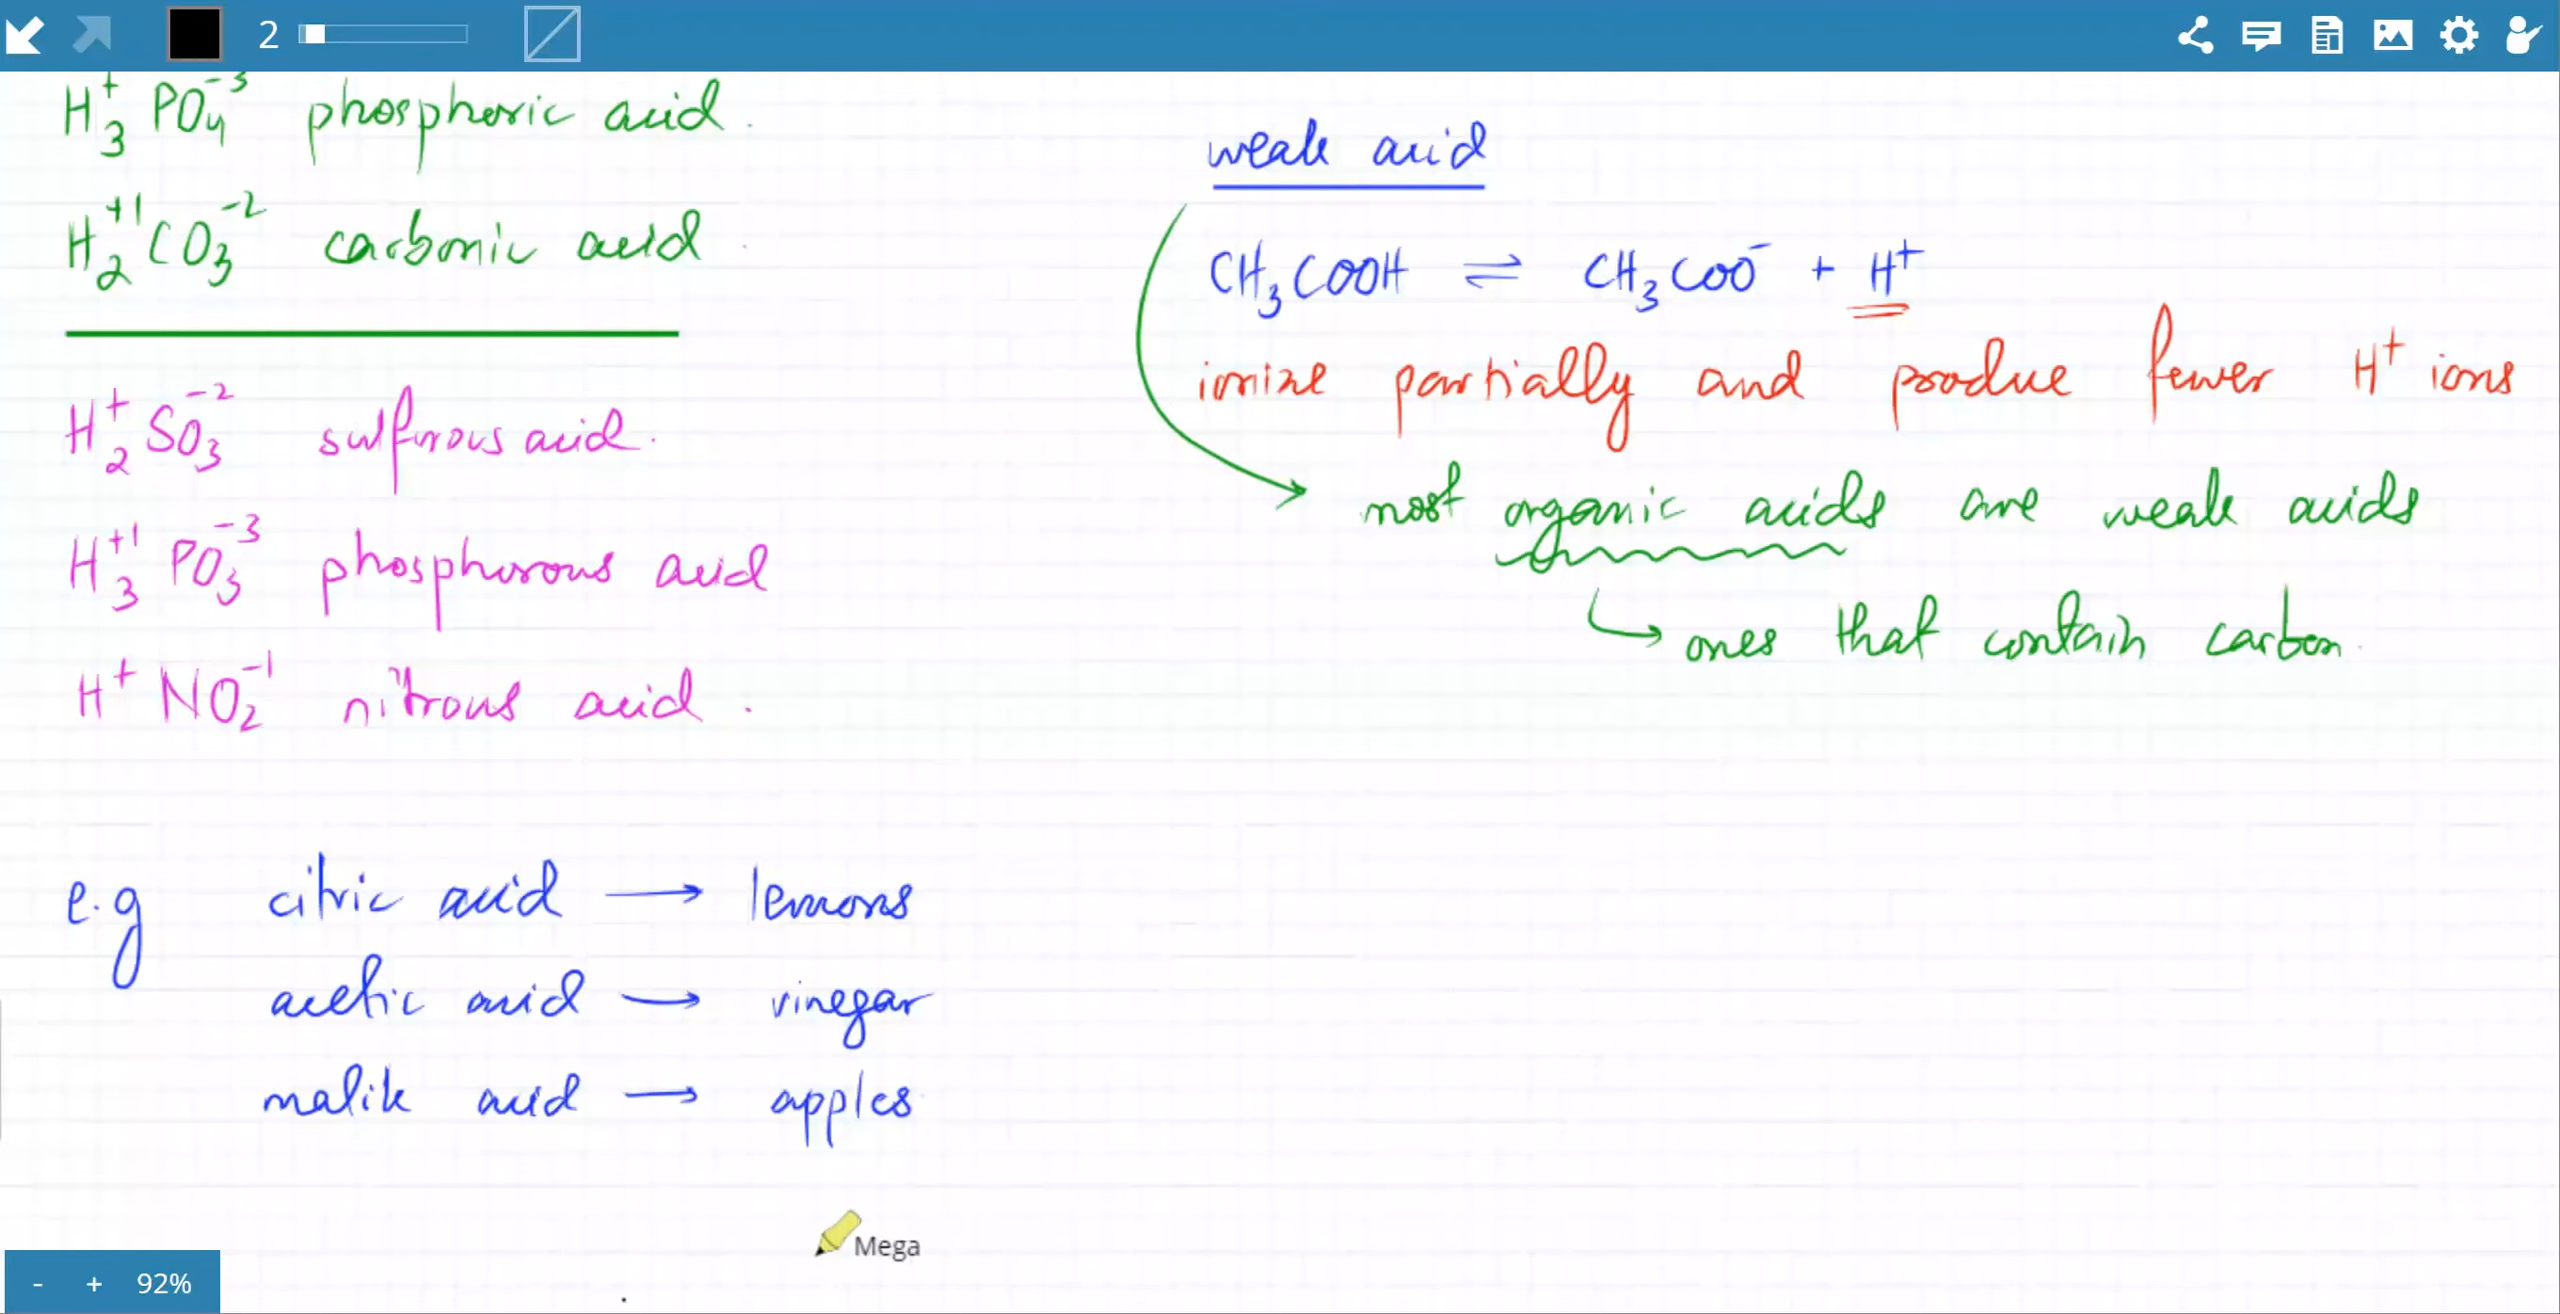 2
H₃⁺ PO₄⁻³ phosphoric acid.
H₂⁺¹ CO₃⁻² carbonic acid.
H₂⁺ SO₃⁻² sulfurous acid.
H₃⁺¹ PO₃⁻³ phosphorous acid
H⁺ NO₂⁻¹ nitrous acid.
e.g citric acid → lemons
acetic acid → vinegar
malik acid → apples
weak acid
CH₃COOH ⇌ CH₃COO⁻ + H⁺
ionize partially and produce fewer H⁺ ions
most organic acids are weak acids
ones that contain carbon.
Mega
- + 92%